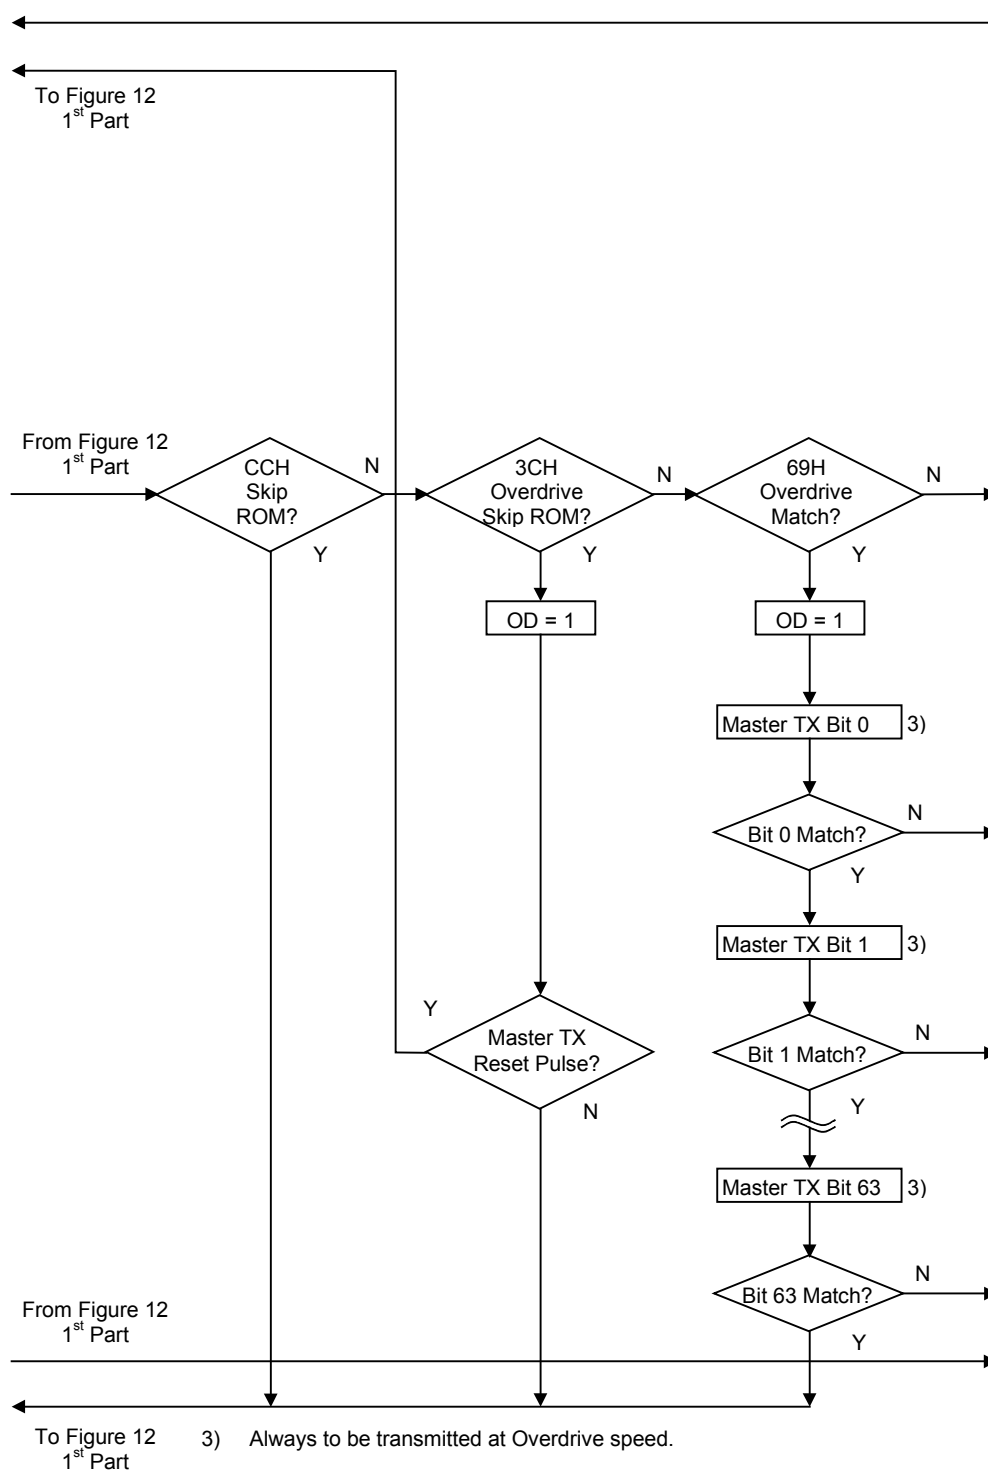 To Figure 12
1st Part
From Figure 12
1st Part
CCH
Skip
ROM?
N
Y
3CH
Overdrive
Skip ROM?
N
Y
69H
Overdrive
Match?
N
Y
OD = 1
OD = 1
Master TX Bit 0 3)
Bit 0 Match?
N
Y
Master TX Bit 1 3)
Y
Master TX
Reset Pulse?
N
Bit 1 Match?
N
Y
Master TX Bit 63 3)
Bit 63 Match?
N
Y
From Figure 12
1st Part
To Figure 12
1st Part
3) Always to be transmitted at Overdrive speed.